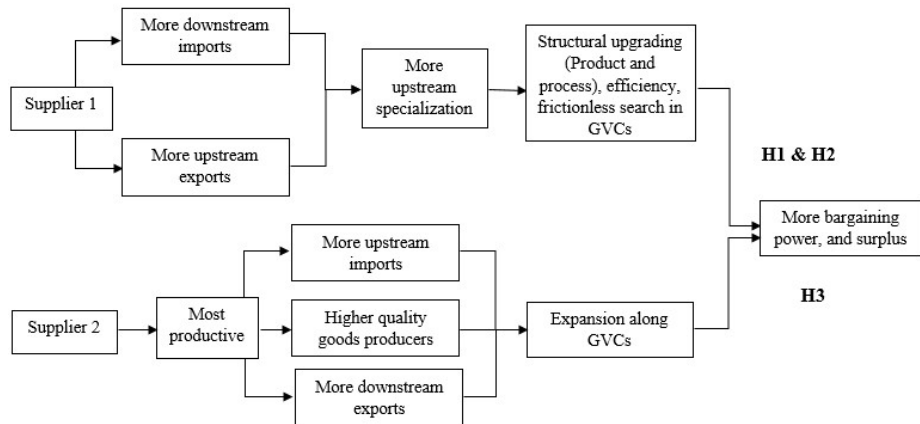 More downstream
imports
Supplier 1
More upstream
exports
More
upstream
specialization
Structural upgrading
(Product and
process), efficiency,
frictionless search in
GVCs
H1 & H2
More bargaining
power, and surplus
H3
Supplier 2
Most
productive
More upstream
imports
Higher quality
goods producers
More downstream
exports
Expansion along
GVCs